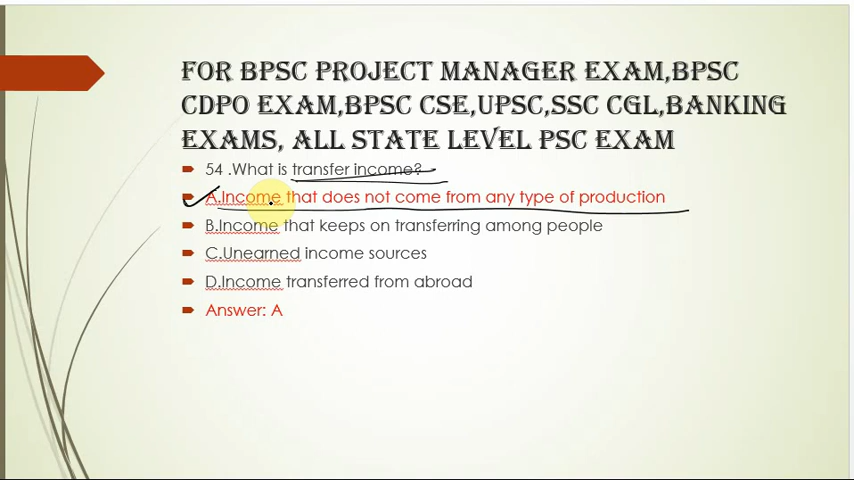 FOR BPSC PROJECT MANAGER EXAM,BPSC
CDPO EXAM,BPSC CSE,UPSC,SSC CGL,BANKING
EXAMS, ALL STATE LEVEL PSC EXAM
54 .What is transfer income?
A.Income that does not come from any type of production
B.Income that keeps on transferring among people
C.Unearned income sources
D.Income transferred from abroad
Answer: A